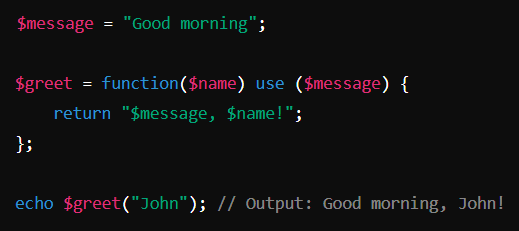 $message = "Good morning";
$greet = function($name) use ($message) {
    return "$message, $name!";
};
echo $greet("John"); // Output: Good morning, John!